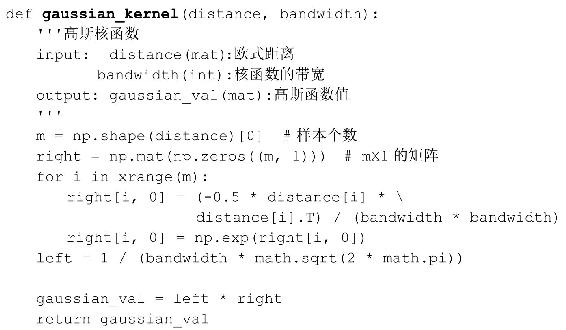 def gaussian_kernel(distance, bandwidth):
    '''高斯核函数
    input:  distance(mat):欧式距离
            bandwidth(int):核函数的带宽
    output: gaussian_val(mat):高斯函数值
    '''
    m = np.shape(distance)[0]  # 样本个数
    right = np.mat(np.zeros((m, 1)))  # mX1 的矩阵
    for i in xrange(m):
        right[i, 0] = (-0.5 * distance[i] * \
                       distance[i].T) / (bandwidth * bandwidth)
        right[i, 0] = np.exp(right[i, 0])
    left = 1 / (bandwidth * math.sqrt(2 * math.pi))
    gaussian_val = left * right
    return gaussian_val